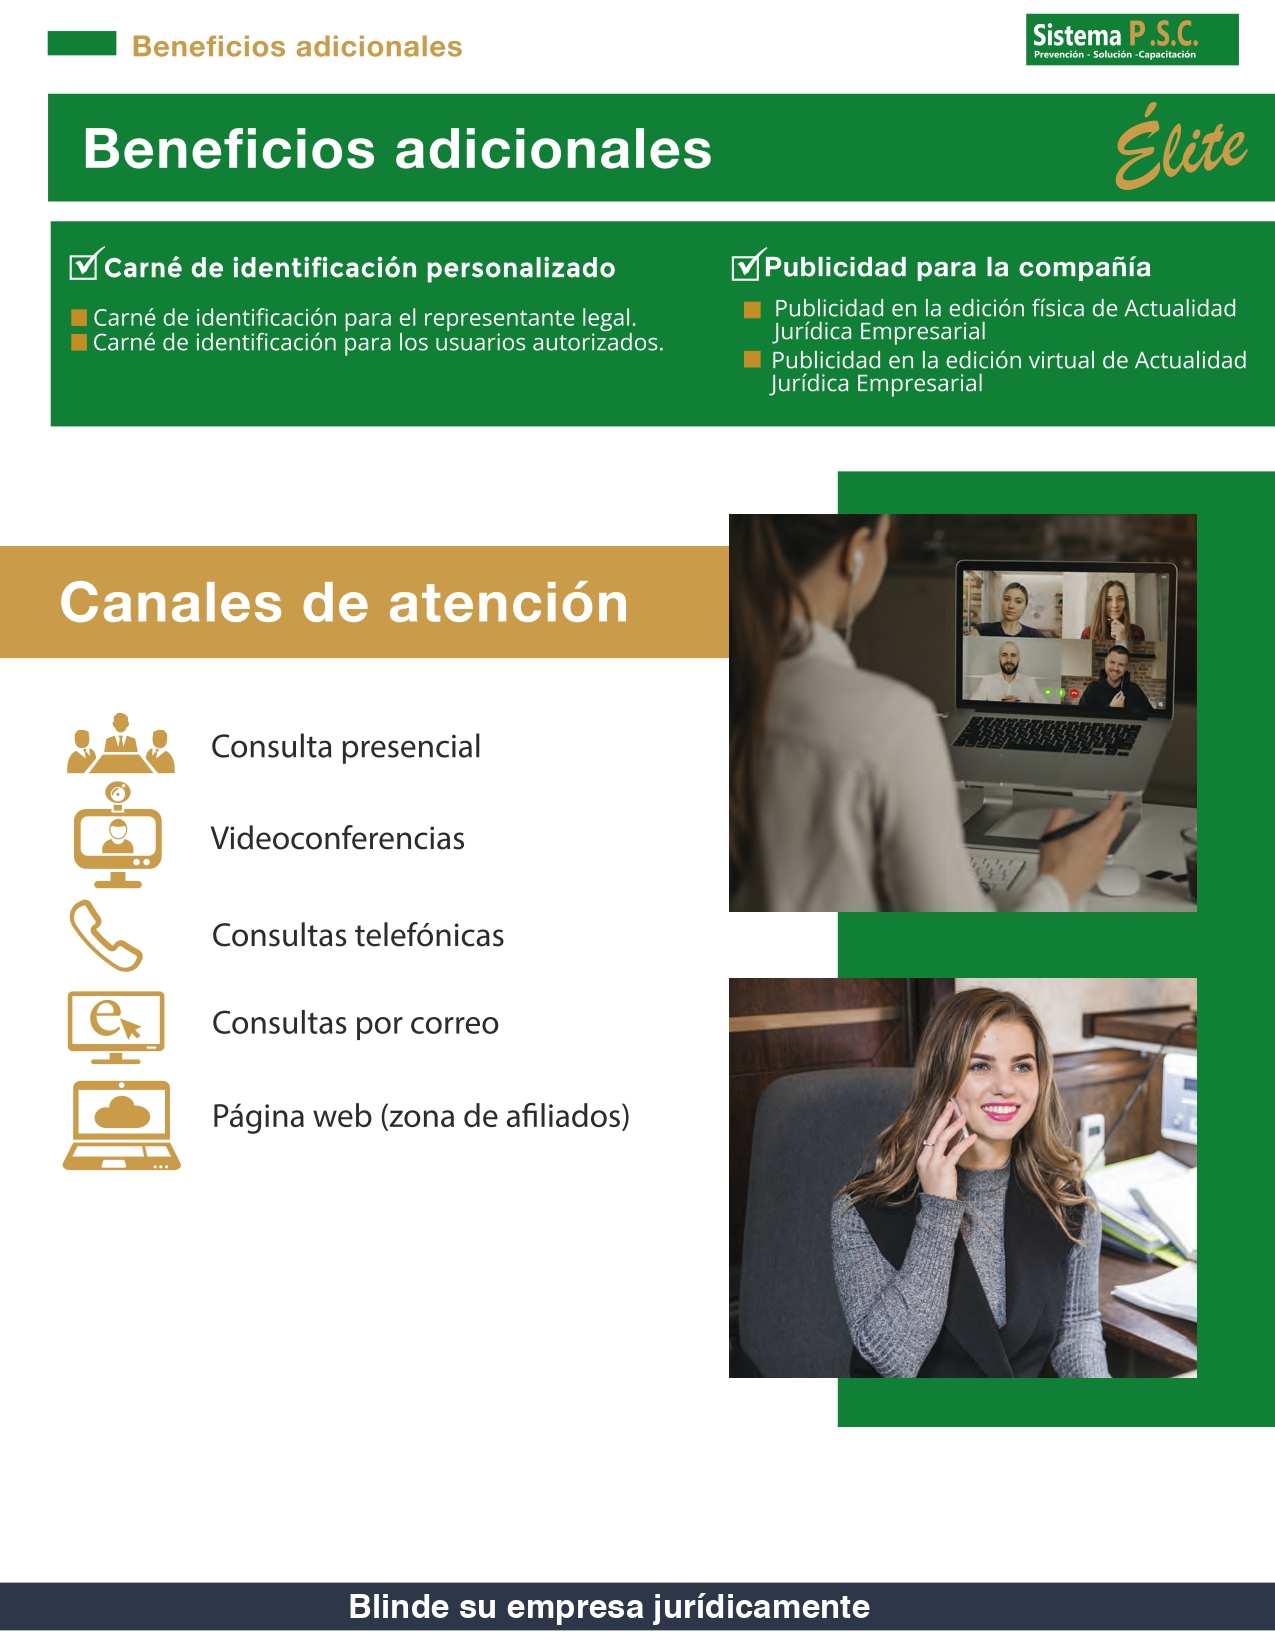 Beneficios adicionales
Sistema P.S.C.
Prevención - Solución -Capacitación
Beneficios adicionales
Élite
Carné de identificación personalizado
Carné de identificación para el representante legal.
Carné de identificación para los usuarios autorizados.
Publicidad para la compañía
Publicidad en la edición física de Actualidad
Jurídica Empresarial
Publicidad en la edición virtual de Actualidad
Jurídica Empresarial
Canales de atención
Consulta presencial
Videoconferencias
Consultas telefónicas
e
Consultas por correo
Página web (zona de afiliados)
Blinde su empresa jurídicamente